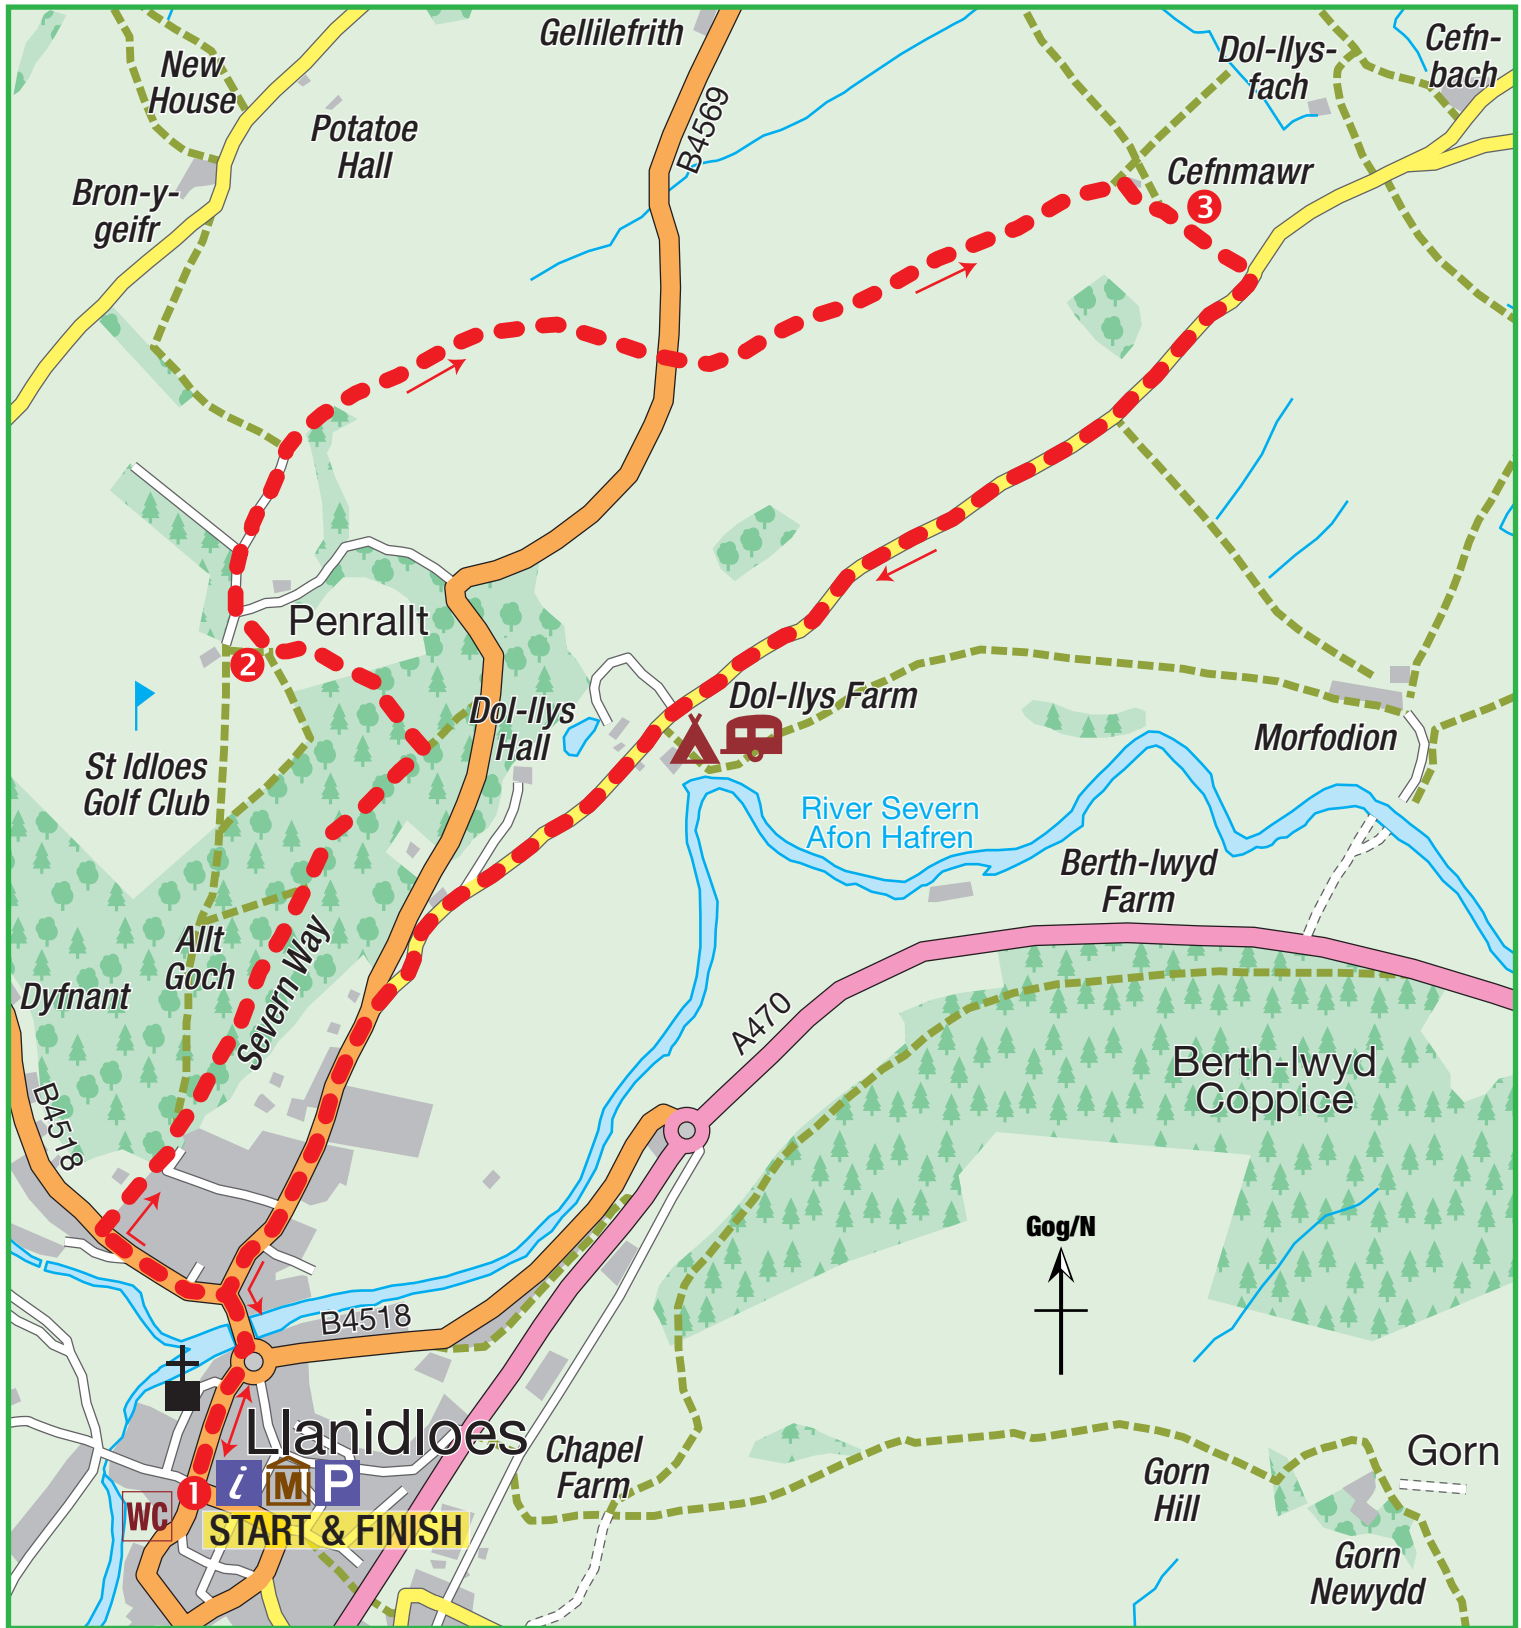 Gellilefrith
New
House
Potatoe
Hall
B4569
Dol-llys-
fach
Cefn-
bach
Bron-y-
geifr
Cefnmawr
3
Penrallt
2
Dol-llys
Hall
Dol-llys Farm
St Idloes
Golf Club
Morfodion
River Severn
Afon Hafren
Berth-lwyd
Farm
Allt
Goch
Severn Way
Dyfnant
A470
Berth-lwyd
Coppice
B4518
Gog/N
B4518
Llanidloes
Chapel
Farm
Gorn
Hill
Gorn
1
i
M
P
WC
START & FINISH
Gorn
Newydd